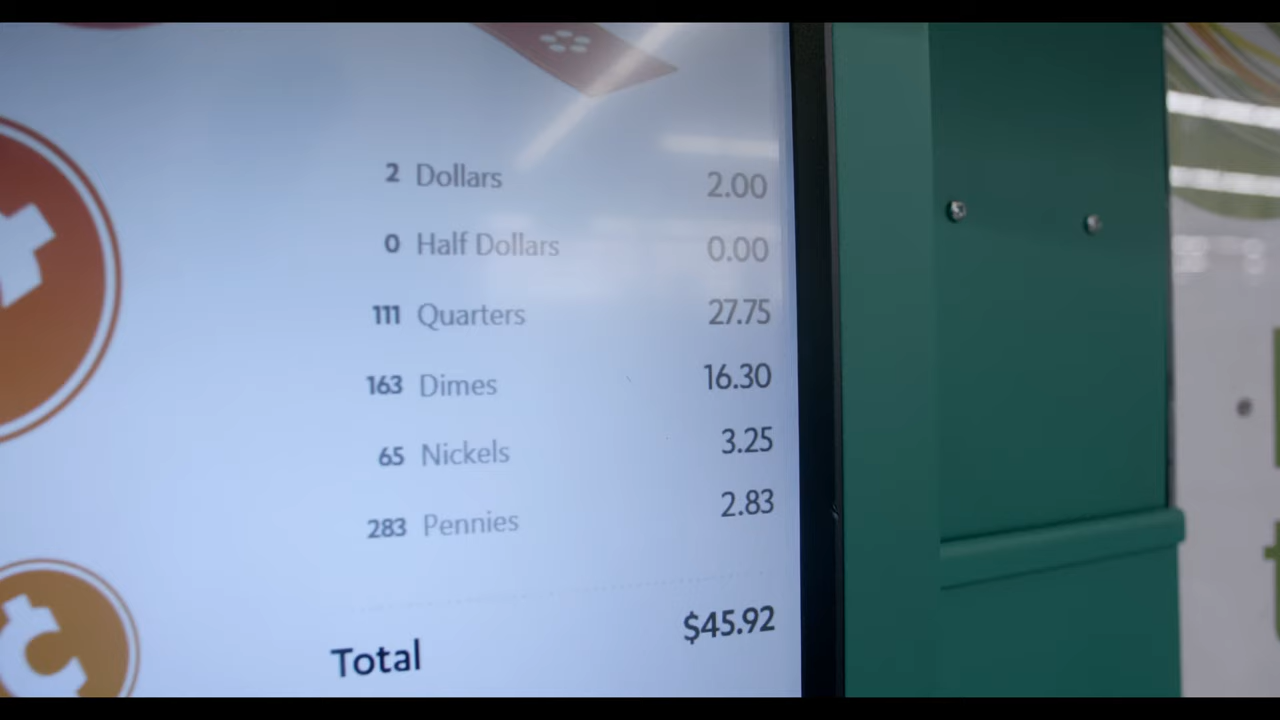 2 Dollars 2.00
0 Half Dollars 0.00
111 Quarters 27.75
163 Dimes 16.30
65 Nickels 3.25
283 Pennies 2.83
Total $45.92